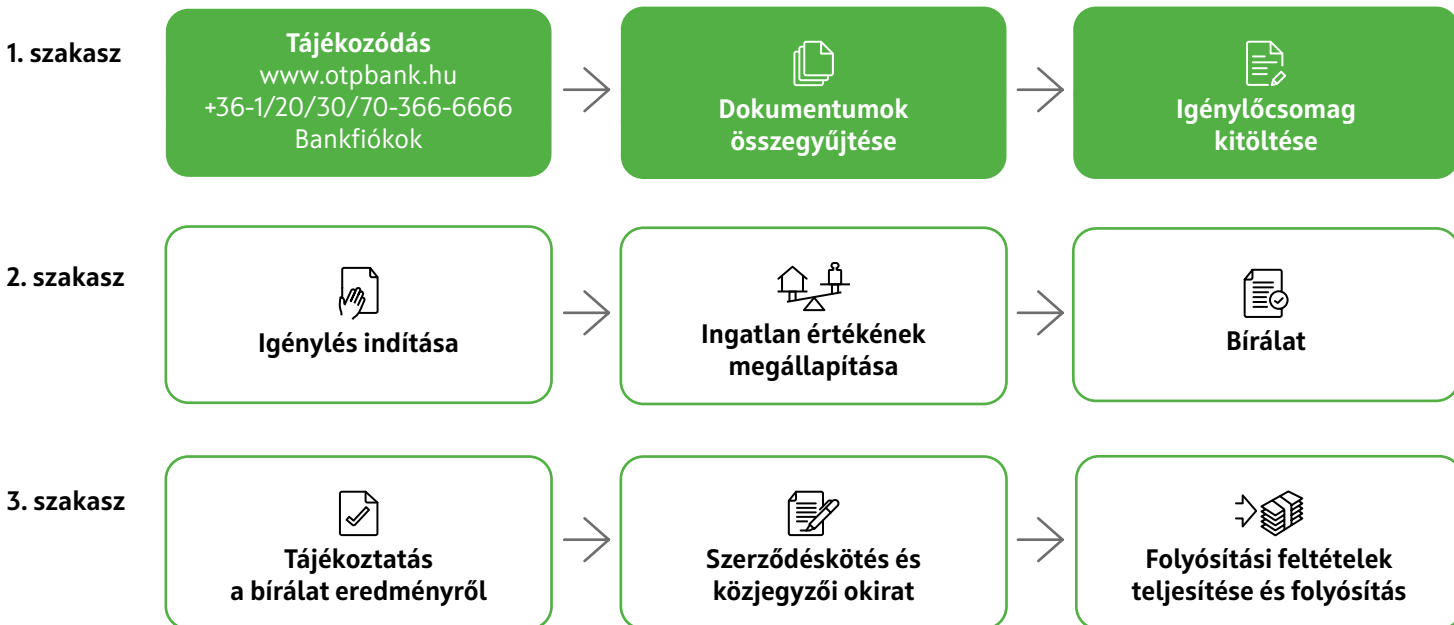 1. szakasz
Tájékozódás
www.otpbank.hu
+36-1/20/30/70-366-6666
Bankfiókok
Dokumentumok
összegyűjtése
Igénylőcsomag
kitöltése
2. szakasz
Igénylés indítása
Ingatlan értékének
megállapítása
Bírálat
3. szakasz
Tájékoztatás
a bírálat eredményről
Szerződéskötés és
közjegyzői okirat
Folyósítási feltételek
teljesítése és folyósítás